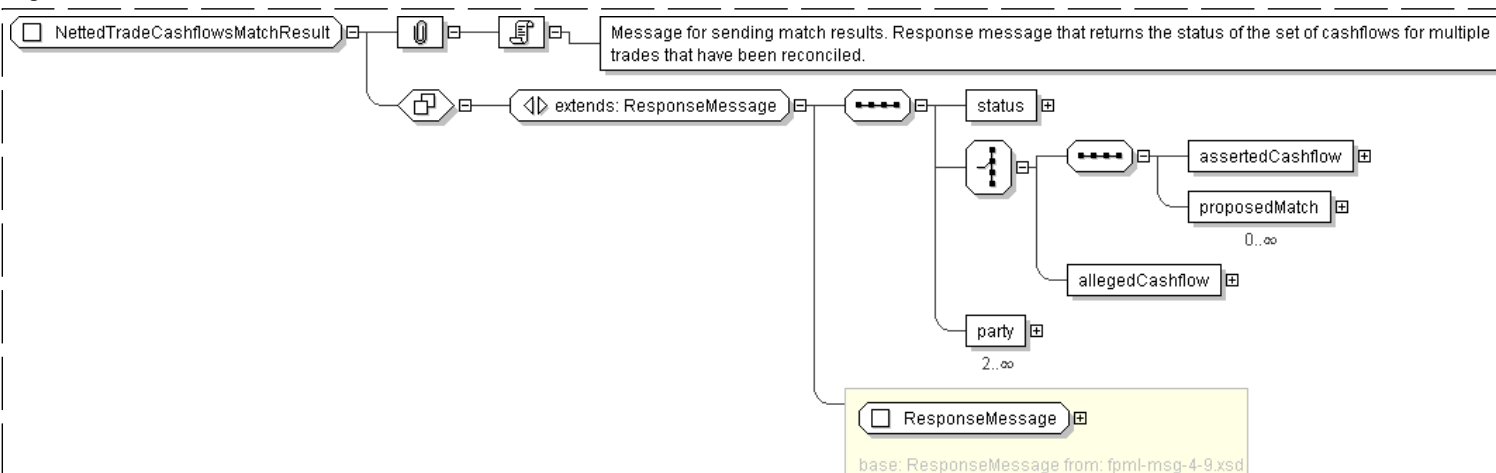 NettedTradeCashflowsMatchResult
Message for sending match results. Response message that returns the status of the set of cashflows for multiple
trades that have been reconciled.
extends: ResponseMessage
status
assertedCashflow
proposedMatch
0..∞
allegedCashflow
party
2..∞
ResponseMessage
base: ResponseMessage from: fpml-msg-4-9.xsd